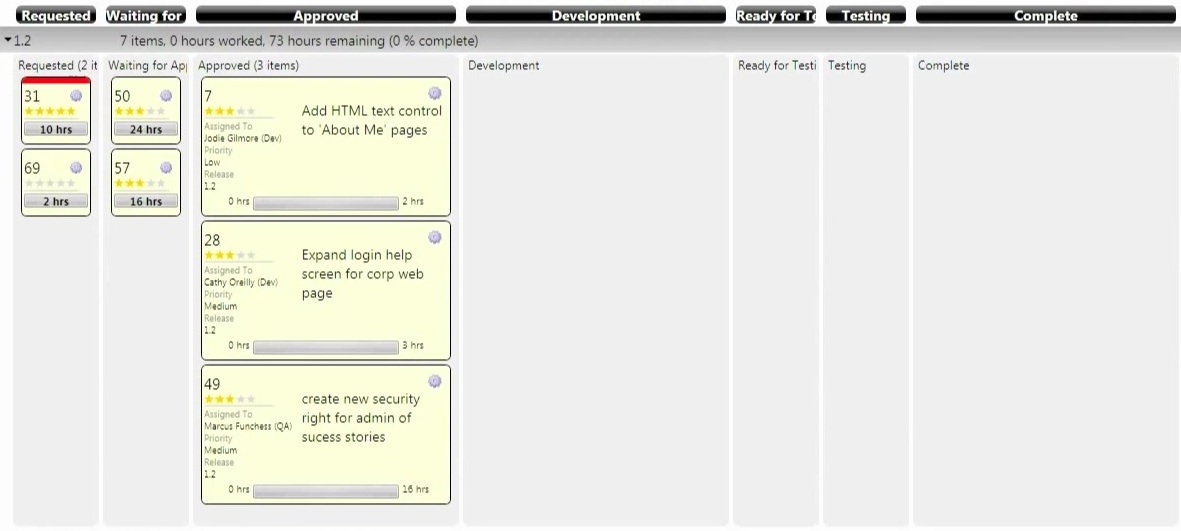 Requested
Waiting for
Approved
Development
Ready for Te
Testing
Complete
1.2
7 items, 0 hours worked, 73 hours remaining (0 % complete)
Requested (2 it
Waiting for Ap
Approved (3 items)
Development
Ready for Testi
Testing
Complete
31
10 hrs
69
2 hrs
50
24 hrs
57
16 hrs
7
Assigned To
Jodie Gilmore (Dev)
Priority
Low
Release
1.2
Add HTML text control
to 'About Me' pages
0 hrs
2 hrs
28
Assigned To
Cathy Oreilly (Dev)
Priority
Medium
Release
1.2
Expand login help
screen for corp web
page
0 hrs
3 hrs
49
Assigned To
Marcus Funchess (QA)
Priority
Medium
Release
1.2
create new security
right for admin of
sucess stories
0 hrs
16 hrs